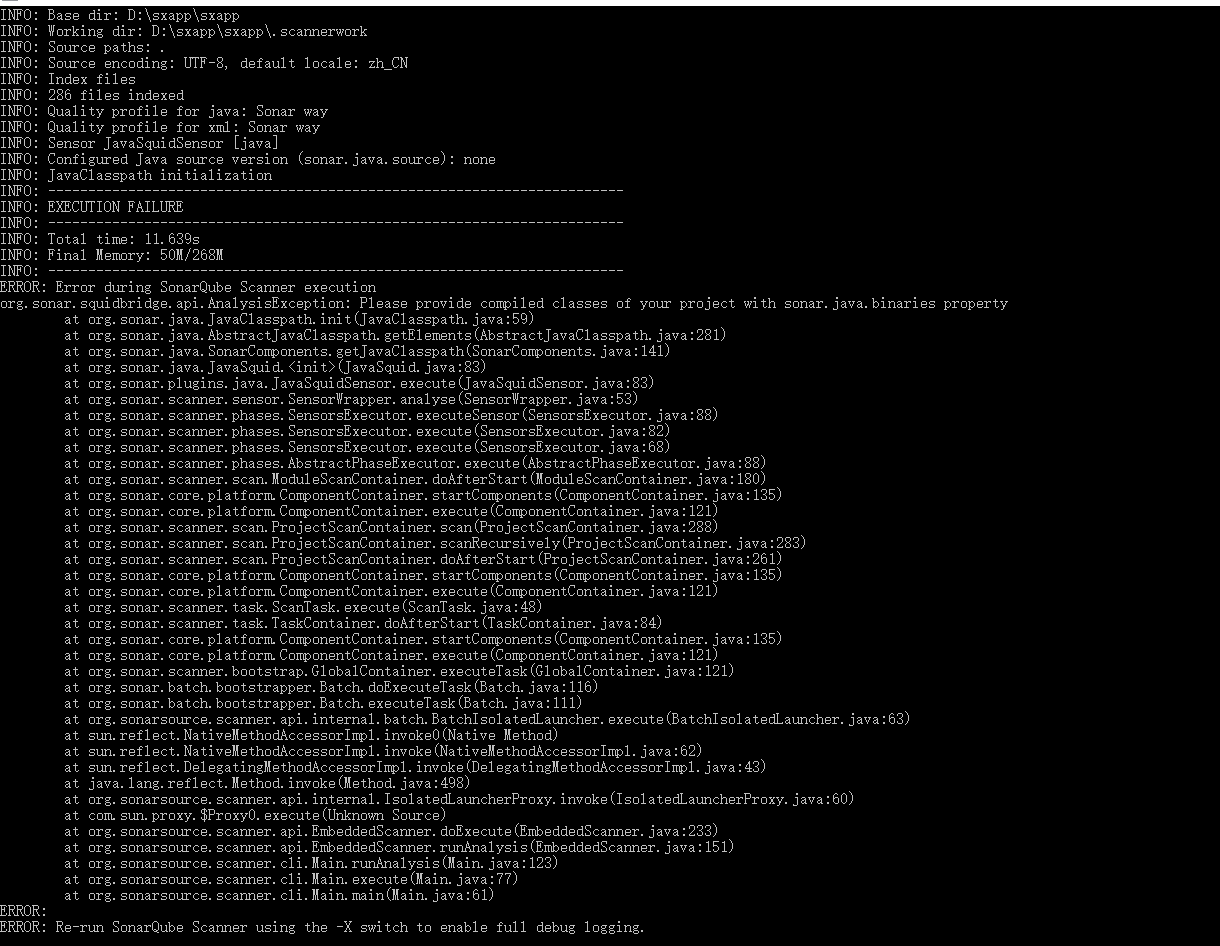 INFO: Base dir: D:\sxapp\sxapp
INFO: Working dir: D:\sxapp\sxapp\.scannerwork
INFO: Source paths: .
INFO: Source encoding: UTF-8, default locale: zh_CN
INFO: Index files
INFO: 286 files indexed
INFO: Quality profile for java: Sonar way
INFO: Quality profile for xml: Sonar way
INFO: Sensor JavaSquidSensor [java]
INFO: Configured Java source version (sonar.java.source): none
INFO: JavaClasspath initialization
INFO: ------------------------------------------------------------------------
INFO: EXECUTION FAILURE
INFO: ------------------------------------------------------------------------
INFO: Total time: 11.639s
INFO: Final Memory: 50M/268M
INFO: ------------------------------------------------------------------------
ERROR: Error during SonarQube Scanner execution
org.sonar.squidbridge.api.AnalysisException: Please provide compiled classes of your project with sonar.java.binaries property
at org.sonar.java.JavaClasspath.init(JavaClasspath.java:59)
at org.sonar.java.AbstractJavaClasspath.getElements(AbstractJavaClasspath.java:281)
at org.sonar.java.SonarComponents.getJavaClasspath(SonarComponents.java:141)
at org.sonar.java.JavaSquid.<init>(JavaSquid.java:83)
at org.sonar.plugins.java.JavaSquidSensor.execute(JavaSquidSensor.java:83)
at org.sonar.scanner.sensor.SensorWrapper.analyse(SensorWrapper.java:53)
at org.sonar.scanner.phases.SensorsExecutor.executeSensor(SensorsExecutor.java:88)
at org.sonar.scanner.phases.SensorsExecutor.execute(SensorsExecutor.java:82)
at org.sonar.scanner.phases.SensorsExecutor.execute(SensorsExecutor.java:68)
at org.sonar.scanner.phases.AbstractPhaseExecutor.execute(AbstractPhaseExecutor.java:88)
at org.sonar.scanner.scan.ModuleScanContainer.doAfterStart(ModuleScanContainer.java:180)
at org.sonar.core.platform.ComponentContainer.startComponents(ComponentContainer.java:135)
at org.sonar.core.platform.ComponentContainer.execute(ComponentContainer.java:121)
at org.sonar.scanner.scan.ProjectScanContainer.scan(ProjectScanContainer.java:288)
at org.sonar.scanner.scan.ProjectScanContainer.scanRecursively(ProjectScanContainer.java:283)
at org.sonar.scanner.scan.ProjectScanContainer.doAfterStart(ProjectScanContainer.java:261)
at org.sonar.core.platform.ComponentContainer.startComponents(ComponentContainer.java:135)
at org.sonar.core.platform.ComponentContainer.execute(ComponentContainer.java:121)
at org.sonar.scanner.task.ScanTask.execute(ScanTask.java:48)
at org.sonar.scanner.task.TaskContainer.doAfterStart(TaskContainer.java:84)
at org.sonar.core.platform.ComponentContainer.startComponents(ComponentContainer.java:135)
at org.sonar.core.platform.ComponentContainer.execute(ComponentContainer.java:121)
at org.sonar.scanner.bootstrap.GlobalContainer.executeTask(GlobalContainer.java:121)
at org.sonar.batch.bootstrapper.Batch.doExecuteTask(Batch.java:116)
at org.sonar.batch.bootstrapper.Batch.executeTask(Batch.java:111)
at org.sonarsource.scanner.api.internal.batch.BatchIsolatedLauncher.execute(BatchIsolatedLauncher.java:63)
at sun.reflect.NativeMethodAccessorImpl.invoke0(Native Method)
at sun.reflect.NativeMethodAccessorImpl.invoke(NativeMethodAccessorImpl.java:62)
at sun.reflect.DelegatingMethodAccessorImpl.invoke(DelegatingMethodAccessorImpl.java:43)
at java.lang.reflect.Method.invoke(Method.java:498)
at org.sonarsource.scanner.api.internal.IsolatedLauncherProxy.invoke(IsolatedLauncherProxy.java:60)
at com.sun.proxy.$Proxy0.execute(Unknown Source)
at org.sonarsource.scanner.api.EmbeddedScanner.doExecute(EmbeddedScanner.java:233)
at org.sonarsource.scanner.api.EmbeddedScanner.runAnalysis(EmbeddedScanner.java:151)
at org.sonarsource.scanner.cli.Main.runAnalysis(Main.java:123)
at org.sonarsource.scanner.cli.Main.execute(Main.java:77)
at org.sonarsource.scanner.cli.Main.main(Main.java:61)
ERROR:
ERROR: Re-run SonarQube Scanner using the -X switch to enable full debug logging.